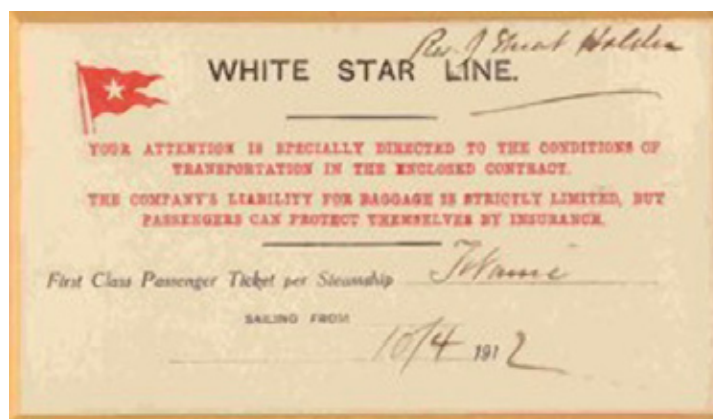 Rev. J Stuart Holden
WHITE STAR LINE.
YOUR ATTENTION IS SPECIALLY DIRECTED TO THE CONDITIONS OF
TRANSPORTATION IN THE ENCLOSED CONTRACT.
THE COMPANY'S LIABILITY FOR BAGGAGE IS STRICTLY LIMITED, BUT
PASSENGERS CAN PROTECT THEMSELVES BY INSURANCE.
First Class Passenger Ticket per Steamship Titanic
SAILING FROM
10/4 1912